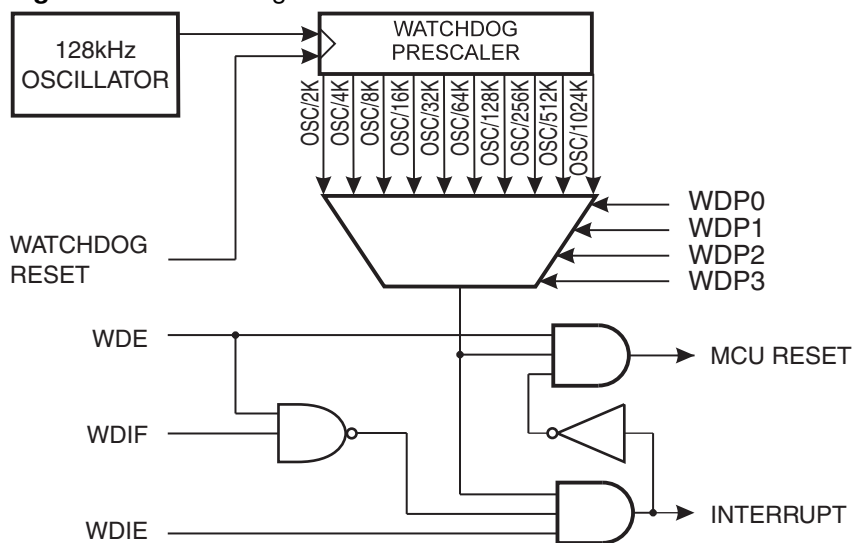 128kHz
OSCILLATOR
WATCHDOG
PRESCALER
OSC/2K
OSC/4K
OSC/8K
OSC/16K
OSC/32K
OSC/64K
OSC/128K
OSC/256K
OSC/512K
OSC/1024K
WDP0
WDP1
WDP2
WDP3
WATCHDOG
RESET
WDE
MCU RESET
WDIF
INTERRUPT
WDIE